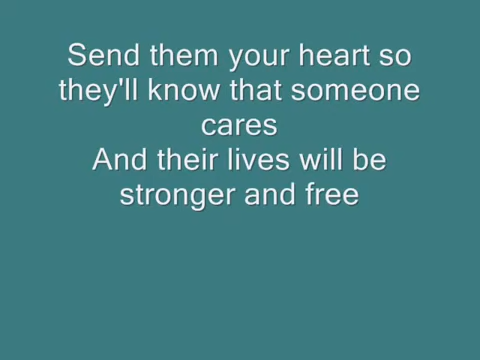 Send them your heart so
they'll know that someone
cares
And their lives will be
stronger and free